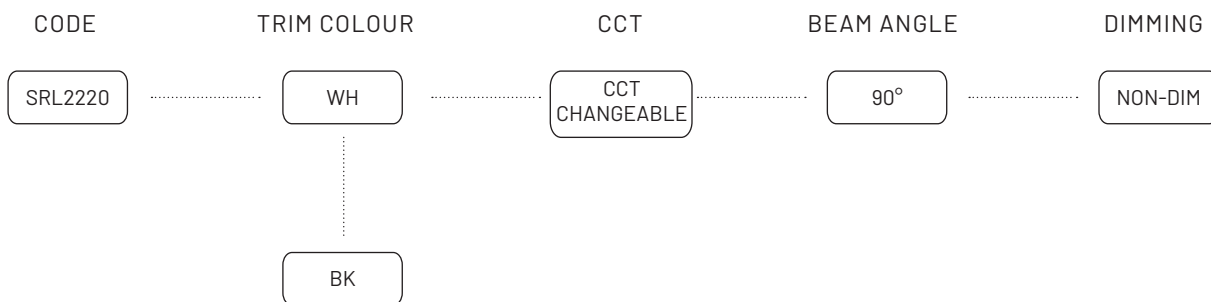 CODE
TRIM COLOUR
CCT
BEAM ANGLE
DIMMING
SRL2220
WH
CCT
CHANGEABLE
90°
NON-DIM
BK